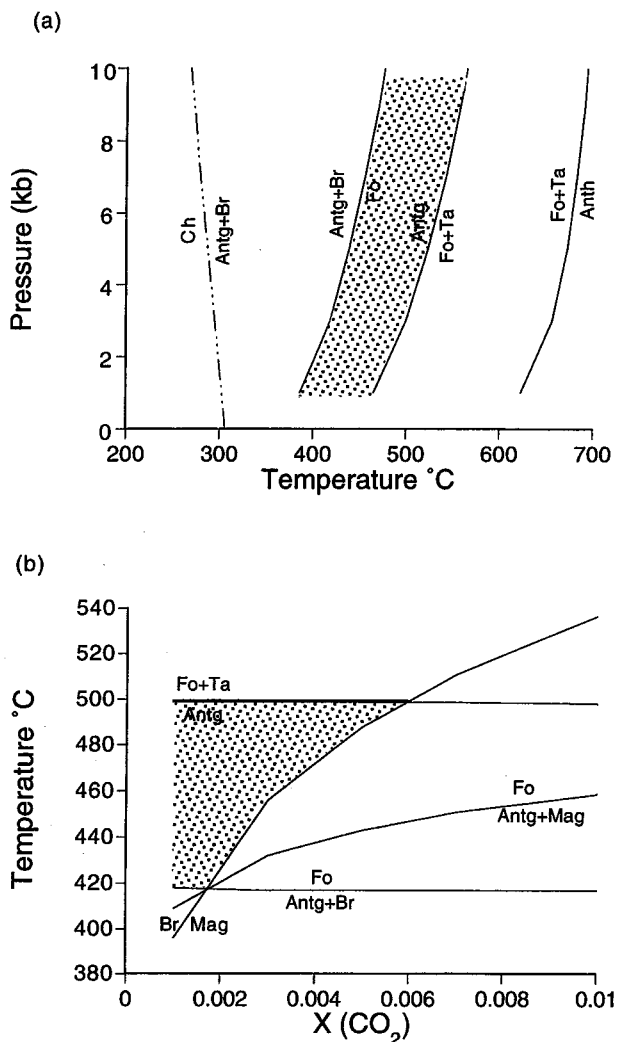 (a)
10
8
6
4
2
0
Pressure (kb)
Ch
Antg+Br
Antg+Br
Fo
Antg
Fo+Ta
Fo+Ta
Anth
200 300 400 500 600 700
Temperature ˚C
(b)
540
520
500
480
460
440
420
400
380
Temperature ˚C
Fo+Ta
Antg
Fo
Antg+Mag
Fo
Antg+Br
Br Mag
0 0.002 0.004 0.006 0.008 0.01
X (CO₂)